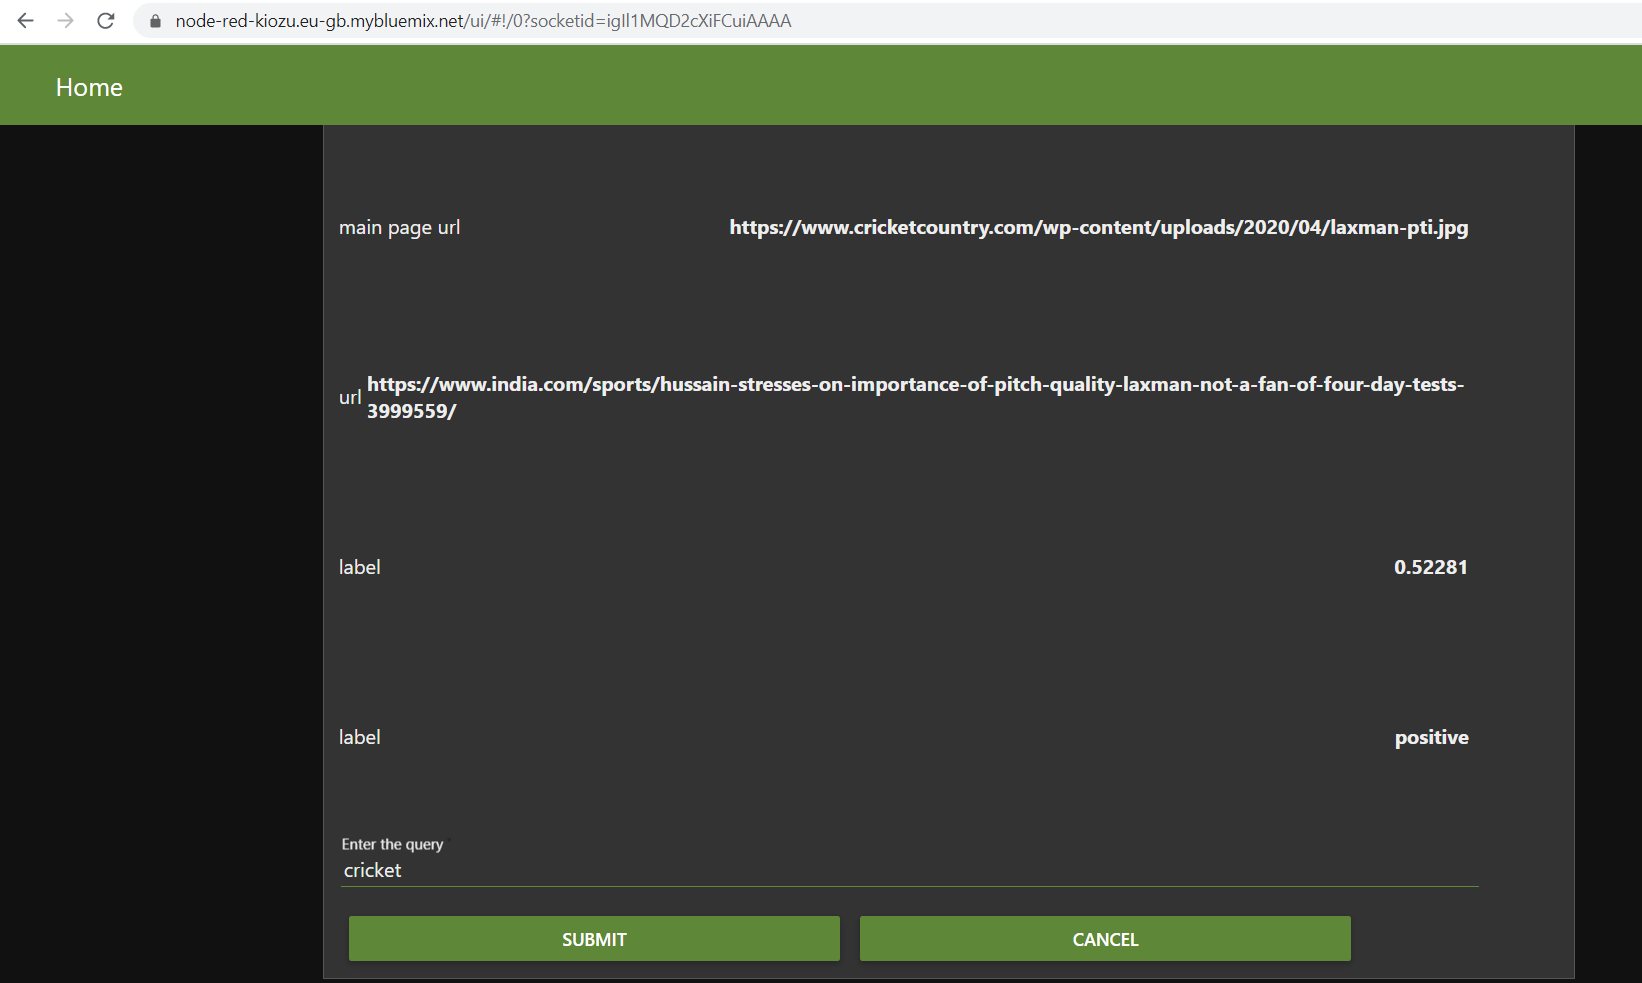 node-red-kiozu.eu-gb.mybluemix.net/ui/#!/0?socketid=igIl1MQD2cXiFCuiAAAA
Home
main page url https://www.cricketcountry.com/wp-content/uploads/2020/04/laxman-pti.jpg
url https://www.india.com/sports/hussain-stresses-on-importance-of-pitch-quality-laxman-not-a-fan-of-four-day-tests-
3999559/
label 0.52281
label positive
Enter the query *
cricket
SUBMIT CANCEL